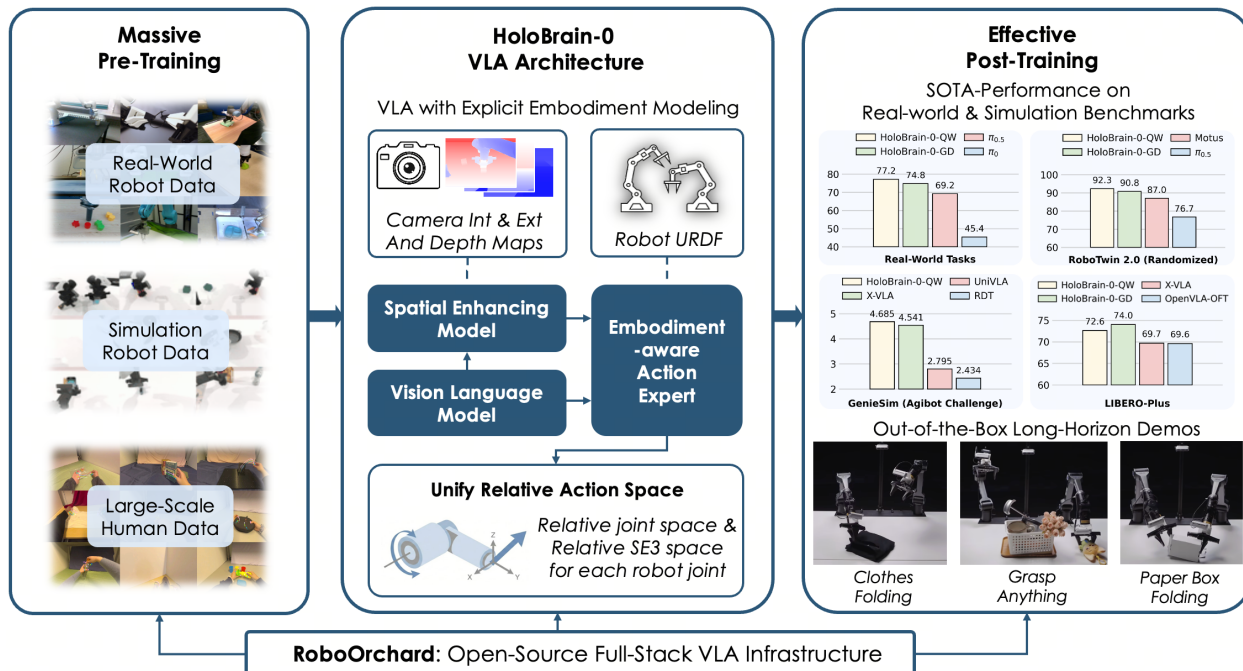 Massive
Pre-Training
Real-World
Robot Data
Simulation
Robot Data
Large-Scale
Human Data
HoloBrain-0
VLA Architecture
VLA with Explicit Embodiment Modeling
Camera Int & Ext
And Depth Maps
Robot URDF
Spatial Enhancing
Model
Vision Language
Model
Embodiment
-aware
Action
Expert
Unify Relative Action Space
Z
X
Y
Relative joint space &
Relative SE3 space
for each robot joint
Effective
Post-Training
SOTA-Performance on
Real-world & Simulation Benchmarks
HoloBrain-0-QW π0.5
HoloBrain-0-GD π0
80
70
60
50
40
77.2 74.8 69.2 45.4
Real-World Tasks
HoloBrain-0-QW Motus
HoloBrain-0-GD π0.5
100
90
80
70
60
92.3 90.8 87.0 76.7
RoboTwin 2.0 (Randomized)
HoloBrain-0-QW UniVLA
X-VLA RDT
5
4
3
2
4.685 4.541 2.795 2.434
GenieSim (Agibot Challenge)
HoloBrain-0-QW X-VLA
HoloBrain-0-GD OpenVLA-OFT
75
70
65
60
72.6 74.0 69.7 69.6
LIBERO-Plus
Out-of-the-Box Long-Horizon Demos
Clothes
Folding
Grasp
Anything
Paper Box
Folding
RoboOrchard: Open-Source Full-Stack VLA Infrastructure